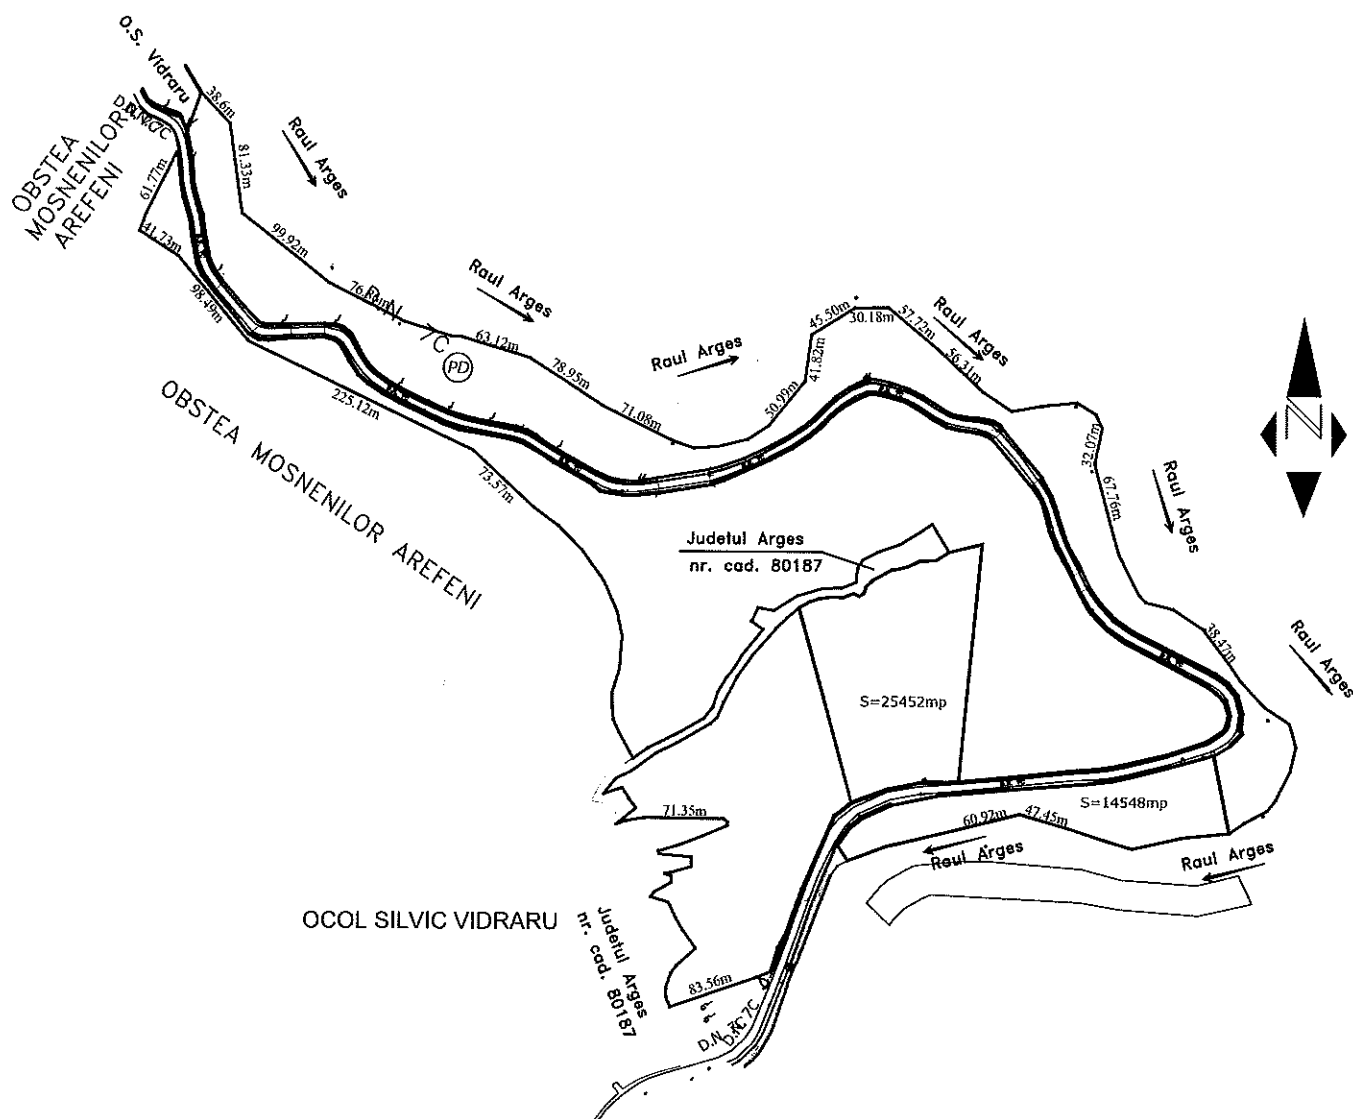 O.S. Vidraru
38.6m
81.33m
Raul Arges
OBSTEA
MOSNENILOR
AREFENI
61.77m
41.73m
98.49m
99.92m
D.N. 7C
PD
Raul Arges
63.12m
78.95m
71.08m
225.12m
73.57m
OBSTEA MOSNENILOR AREFENI
Raul Arges
50.99m
41.82m
45.50m
30.18m
57.72m
56.31m
Raul Arges
N
32.07m
67.76m
Raul Arges
38.47m
Raul Arges
Judetul Arges
nr. cad. 80187
S=25452mp
S=14548mp
60.92m
47.45m
Raul Arges
Raul Arges
71.35m
OCOL SILVIC VIDRARU
Judetul Arges
nr. cad. 80187
83.56m
D.N. 7C